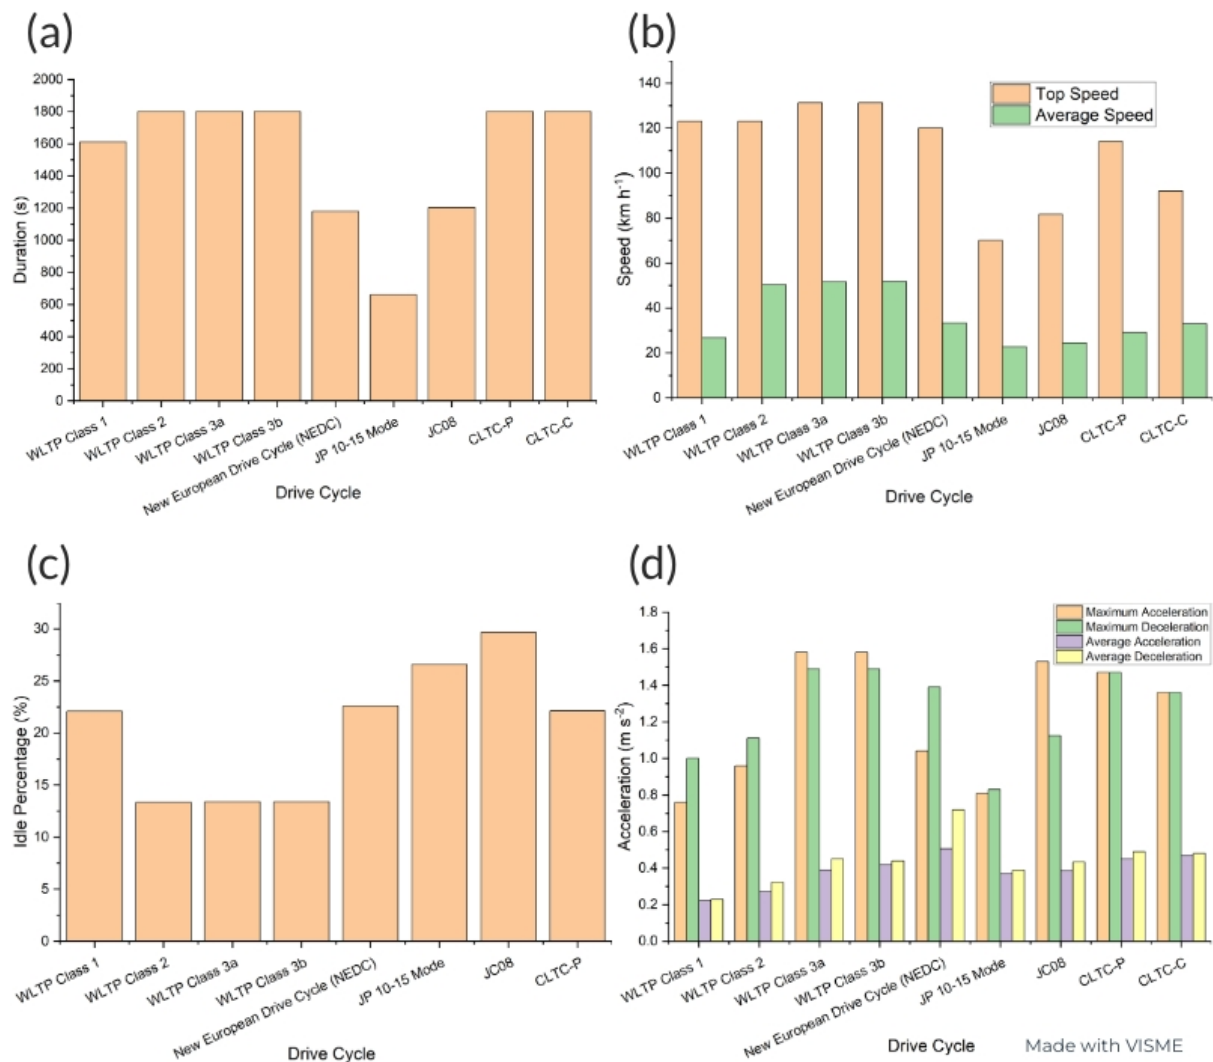 (a)
2000
1800
1600
1400
1200
1000
800
600
400
200
0
Duration (s)
WLTP Class 1
WLTP Class 2
WLTP Class 3a
WLTP Class 3b
New European Drive Cycle (NEDC)
JP 10-15 Mode
JC08
CLTC-P
CLTC-C
Drive Cycle
(b)
140
120
100
80
60
40
20
0
Speed (km h-1)
Top Speed
Average Speed
WLTP Class 1
WLTP Class 2
WLTP Class 3a
WLTP Class 3b
New European Drive Cycle (NEDC)
JP 10-15 Mode
JC08
CLTC-P
CLTC-C
Drive Cycle
(c)
30
25
20
15
10
5
0
Idle Percentage (%)
WLTP Class 1
WLTP Class 2
WLTP Class 3a
WLTP Class 3b
New European Drive Cycle (NEDC)
JP 10-15 Mode
JC08
CLTC-P
Drive Cycle
(d)
1.8
1.6
1.4
1.2
1.0
0.8
0.6
0.4
0.2
0.0
Acceleration (m s-2)
Maximum Acceleration
Maximum Deceleration
Average Acceleration
Average Deceleration
WLTP Class 1
WLTP Class 2
WLTP Class 3a
WLTP Class 3b
New European Drive Cycle (NEDC)
JP 10-15 Mode
JC08
CLTC-P
CLTC-C
Drive Cycle
Made with VISME